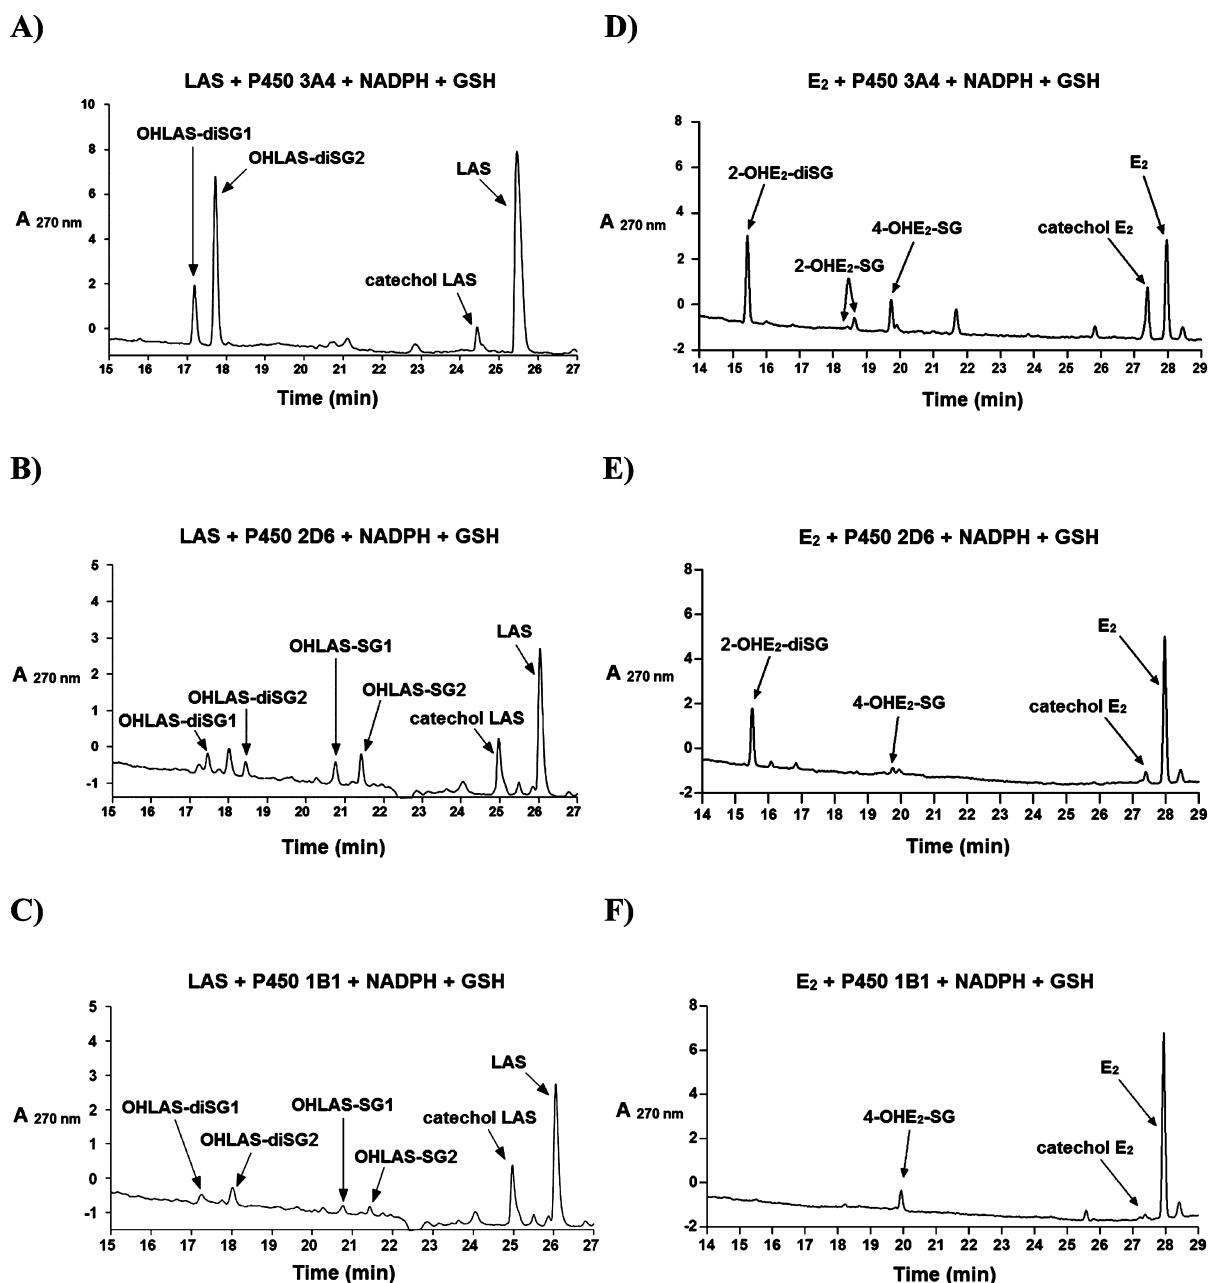 A)
LAS + P450 3A4 + NADPH + GSH
10
8
6
4
2
0
A 270 nm
OHLAS-diSG1
OHLAS-diSG2
LAS
catechol LAS
15 16 17 18 19 20 21 22 23 24 25 26 27
Time (min)
D)
E2 + P450 3A4 + NADPH + GSH
8
6
4
2
0
-2
A 270 nm
2-OHE2-diSG
2-OHE2-SG
4-OHE2-SG
catechol E2
E2
14 15 16 17 18 19 20 21 22 23 24 25 26 27 28 29
Time (min)
B)
LAS + P450 2D6 + NADPH + GSH
5
4
3
2
1
0
-1
A 270 nm
OHLAS-diSG1
OHLAS-diSG2
OHLAS-SG1
OHLAS-SG2
catechol LAS
LAS
15 16 17 18 19 20 21 22 23 24 25 26 27
Time (min)
E)
E2 + P450 2D6 + NADPH + GSH
8
6
4
2
0
-2
A 270 nm
2-OHE2-diSG
4-OHE2-SG
catechol E2
E2
14 15 16 17 18 19 20 21 22 23 24 25 26 27 28 29
Time (min)
C)
LAS + P450 1B1 + NADPH + GSH
5
4
3
2
1
0
-1
A 270 nm
OHLAS-diSG1
OHLAS-diSG2
OHLAS-SG1
OHLAS-SG2
catechol LAS
LAS
15 16 17 18 19 20 21 22 23 24 25 26 27
Time (min)
F)
E2 + P450 1B1 + NADPH + GSH
8
6
4
2
0
-2
A 270 nm
4-OHE2-SG
catechol E2
E2
14 15 16 17 18 19 20 21 22 23 24 25 26 27 28 29
Time (min)